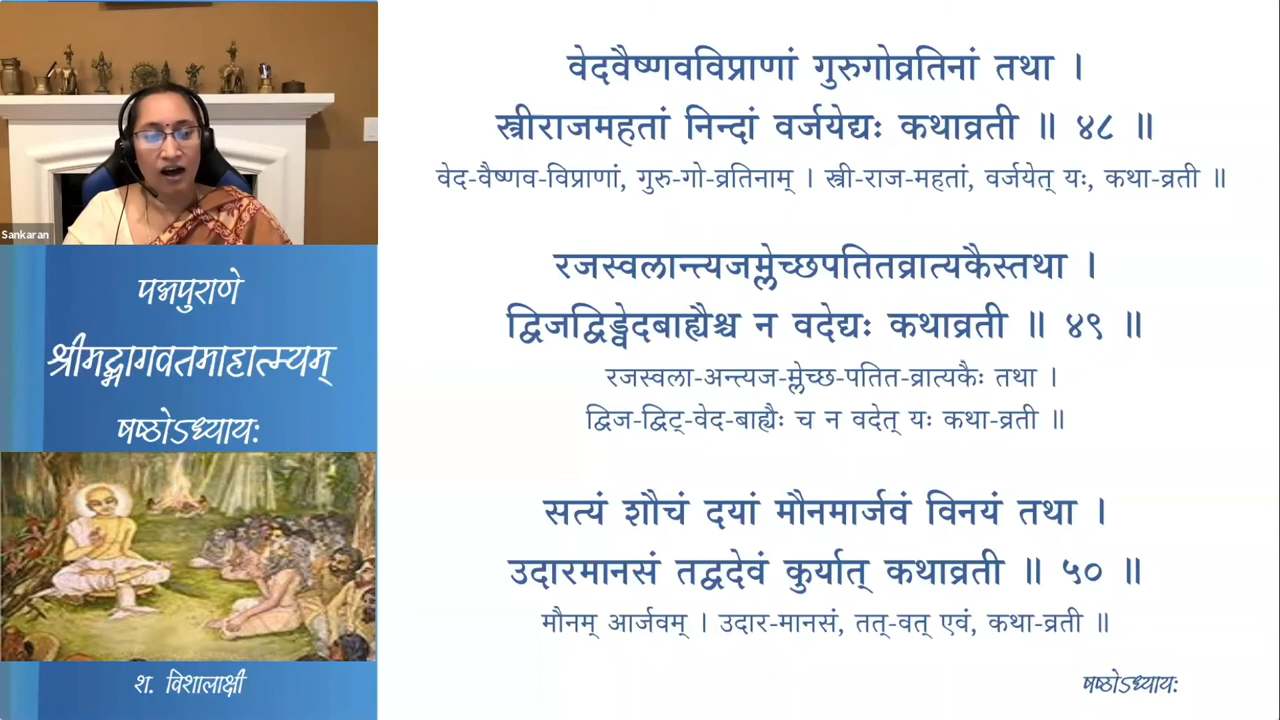 Sankaran
पद्मपुराणे
श्रीमद्भागवतमाहात्म्यम्
षष्ठोऽध्यायः
श. विशालाक्षी
वेदवैष्णवविप्राणां गुरुगोव्रतिनां तथा ।
स्त्रीराजमहतां निन्दां वर्जयेद्यः कथाव्रती ॥ ४८ ॥
वेद-वैष्णव-विप्राणां, गुरु-गो-व्रतिनाम् । स्त्री-राज-महतां, वर्जयेत् यः, कथा-व्रती ॥
रजस्वलान्त्यजम्लेच्छपतितव्रात्यकैस्तथा ।
द्विजद्विड्वेदबाह्यैश्च न वदेद्यः कथाव्रती ॥ ४९ ॥
रजस्वला-अन्त्यज-म्लेच्छ-पतित-व्रात्यकैः तथा ।
द्विज-द्विट्-वेद-बाह्यैः च न वदेत् यः कथा-व्रती ॥
सत्यं शौचं दयां मौनमार्जवं विनयं तथा ।
उदारमानसं तद्वदेवं कुर्यात् कथाव्रती ॥ ५० ॥
मौनम् आर्जवम् । उदार-मानसं, तत्-वत् एवं, कथा-व्रती ॥
षष्ठोऽध्यायः